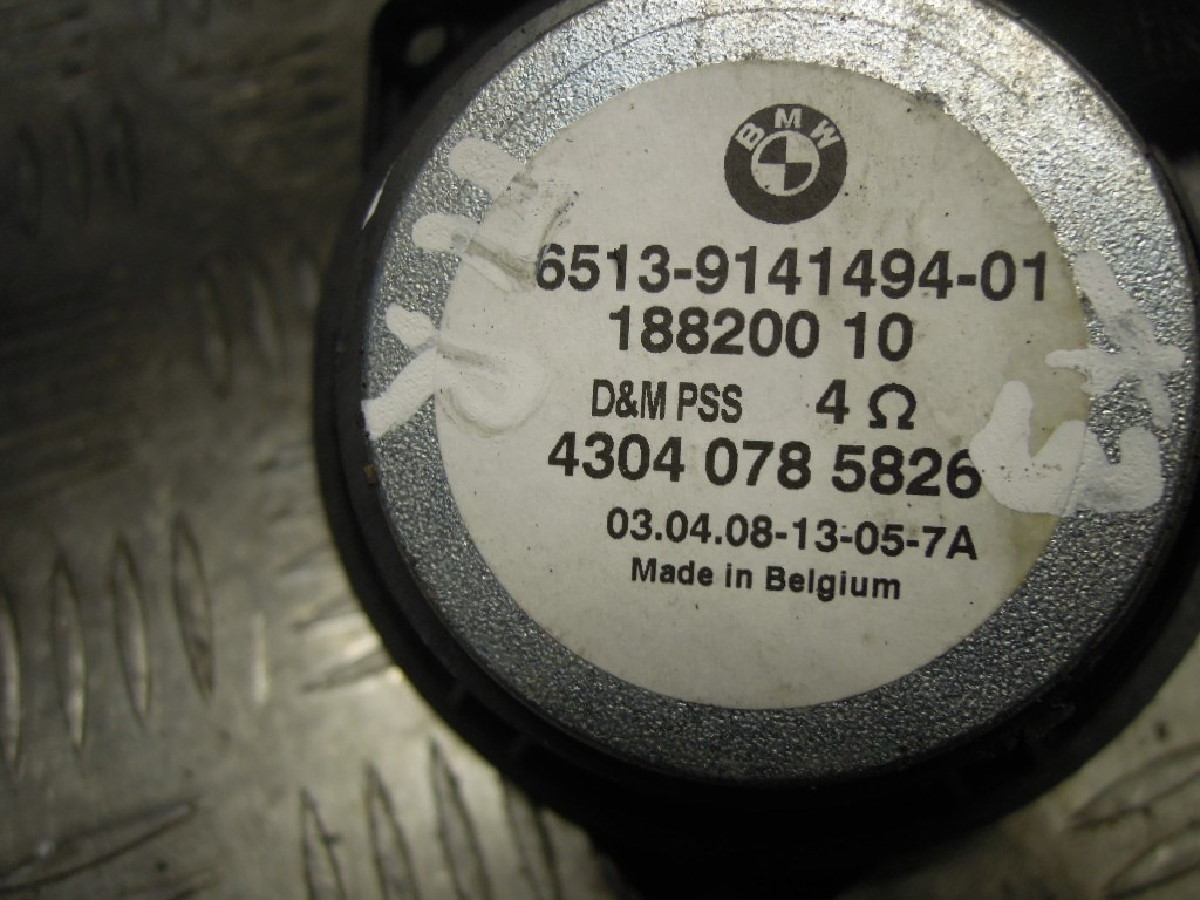 BMW
6513-9141494-01
188200 10
D&M PSS 4 Ω
4304 078 5826
03.04.08-13-05-7A
Made in Belgium